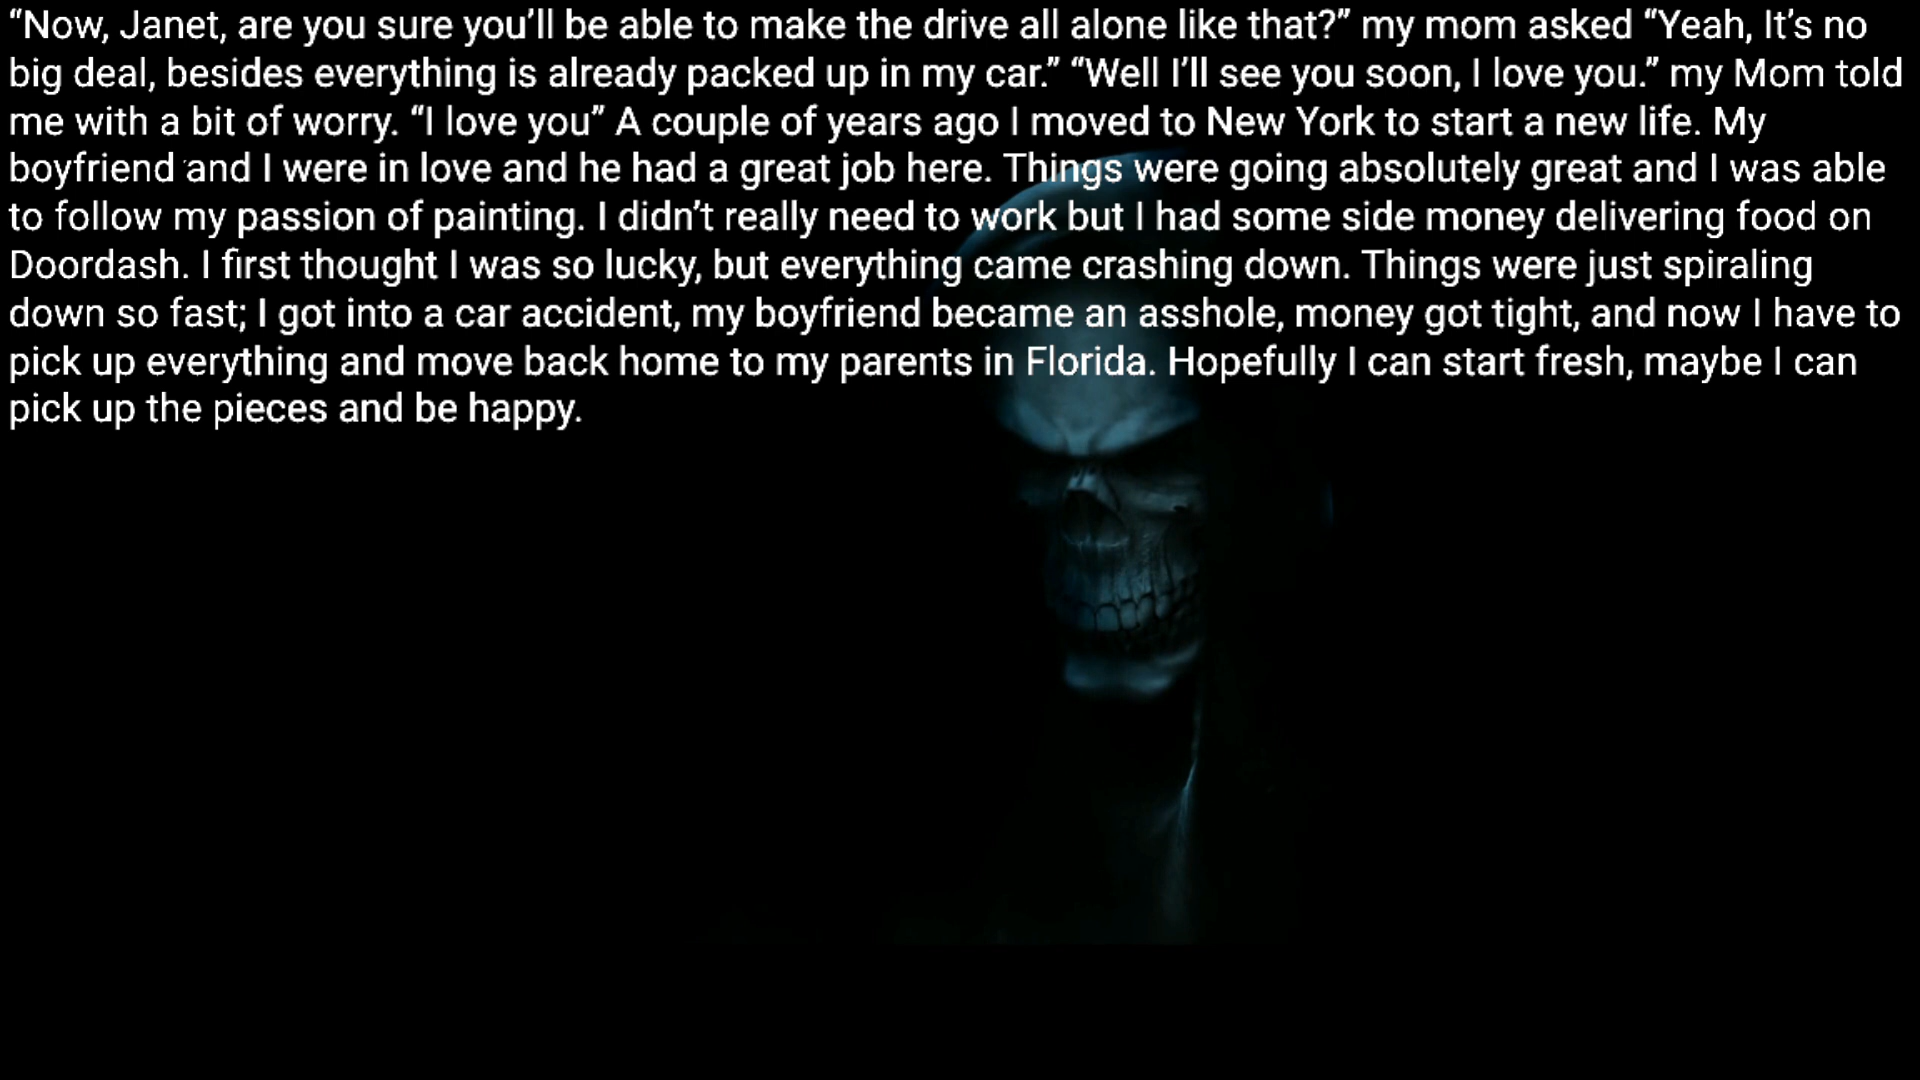 “Now, Janet, are you sure you’ll be able to make the drive all alone like that?” my mom asked “Yeah, It’s no
big deal, besides everything is already packed up in my car.” “Well I’ll see you soon, I love you.” my Mom told
me with a bit of worry. “I love you” A couple of years ago I moved to New York to start a new life. My
boyfriend and I were in love and he had a great job here. Things were going absolutely great and I was able
to follow my passion of painting. I didn’t really need to work but I had some side money delivering food on
Doordash. I first thought I was so lucky, but everything came crashing down. Things were just spiraling
down so fast; I got into a car accident, my boyfriend became an asshole, money got tight, and now I have to
pick up everything and move back home to my parents in Florida. Hopefully I can start fresh, maybe I can
pick up the pieces and be happy.